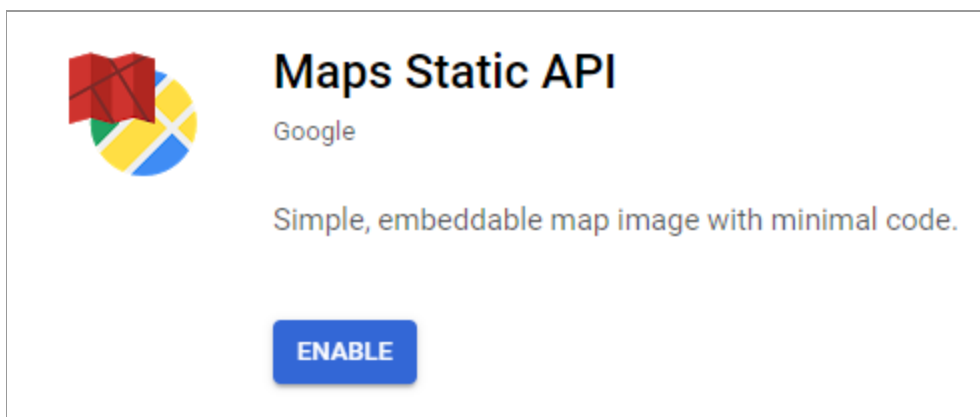 Maps Static API
Google
Simple, embeddable map image with minimal code.
ENABLE